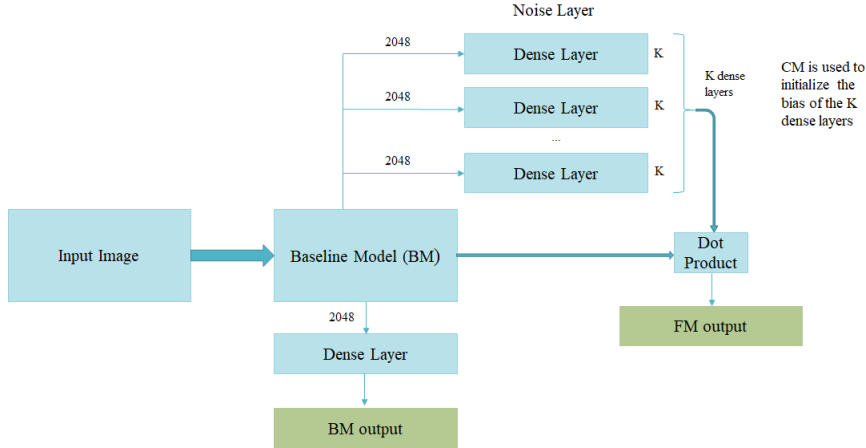 Noise Layer
2048
Dense Layer
K
2048
Dense Layer
K
...
2048
Dense Layer
K
K dense
layers
CM is used to
initialize the
bias of the K
dense layers
Input Image
Baseline Model (BM)
Dot
Product
2048
Dense Layer
FM output
BM output